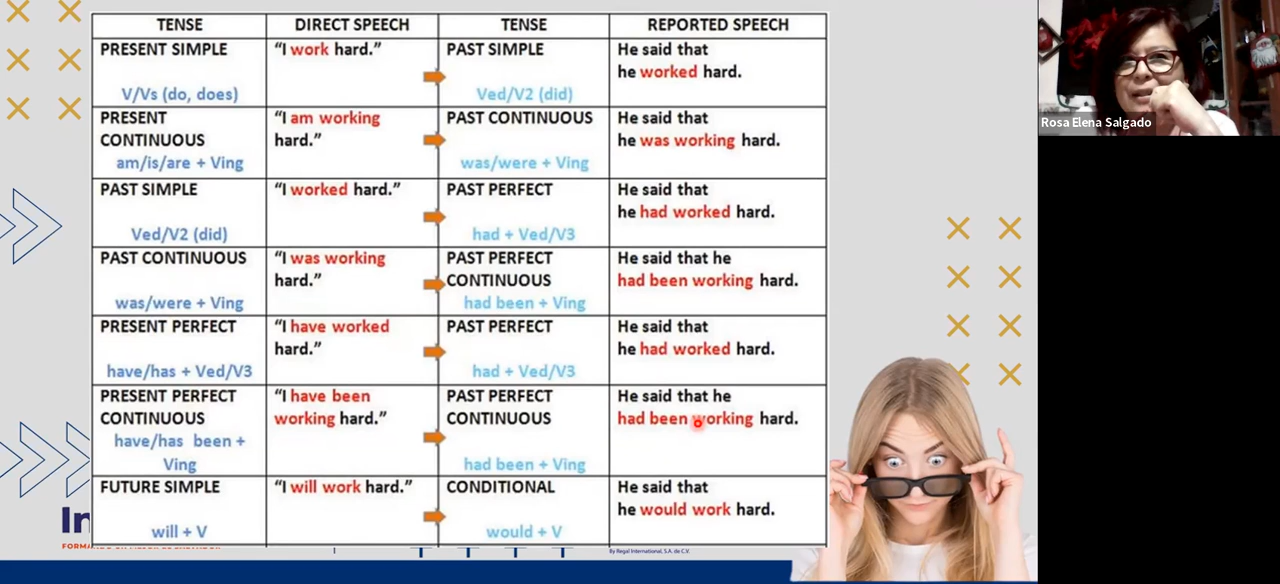 TENSE DIRECT SPEECH TENSE REPORTED SPEECH
PRESENT SIMPLE
V/Vs (do, does)
“I work hard.”
PAST SIMPLE
Ved/V2 (did)
He said that
he worked hard.
PRESENT
CONTINUOUS
am/is/are + Ving
“I am working
hard.”
PAST CONTINUOUS
was/were + Ving
He said that
he was working hard.
PAST SIMPLE
Ved/V2 (did)
“I worked hard.”
PAST PERFECT
had + Ved/V3
He said that
he had worked hard.
PAST CONTINUOUS
was/were + Ving
“I was working
hard.”
PAST PERFECT
CONTINUOUS
had been + Ving
He said that he
had been working hard.
PRESENT PERFECT
have/has + Ved/V3
“I have worked
hard.”
PAST PERFECT
had + Ved/V3
He said that
he had worked hard.
PRESENT PERFECT
CONTINUOUS
have/has been +
Ving
“I have been
working hard.”
PAST PERFECT
CONTINUOUS
had been + Ving
He said that he
had been working hard.
FUTURE SIMPLE
will + V
“I will work hard.”
CONDITIONAL
would + V
He said that
he would work hard.
In
By Regal International, S.A. de C.V.
Rosa Elena Salgado